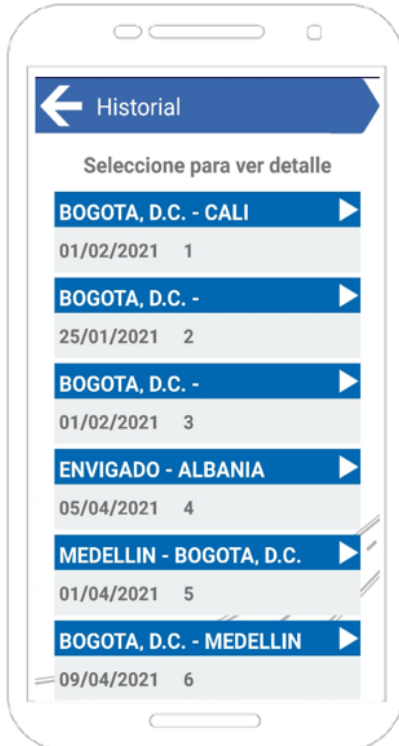 Historial
Seleccione para ver detalle
BOGOTA, D.C. - CALI
01/02/2021 1
BOGOTA, D.C. -
25/01/2021 2
BOGOTA, D.C. -
01/02/2021 3
ENVIGADO - ALBANIA
05/04/2021 4
MEDELLIN - BOGOTA, D.C.
01/04/2021 5
BOGOTA, D.C. - MEDELLIN
09/04/2021 6